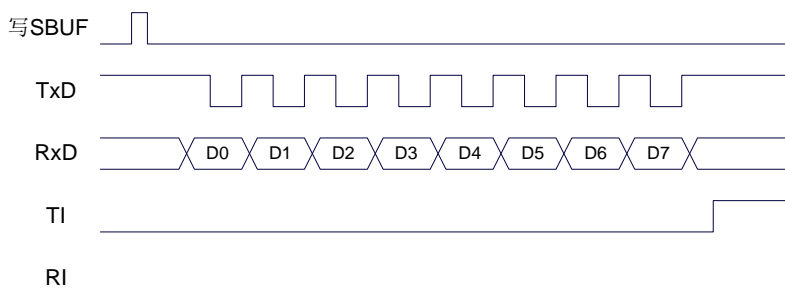 写SBUF
TxD
RxD D0 D1 D2 D3 D4 D5 D6 D7
TI
RI